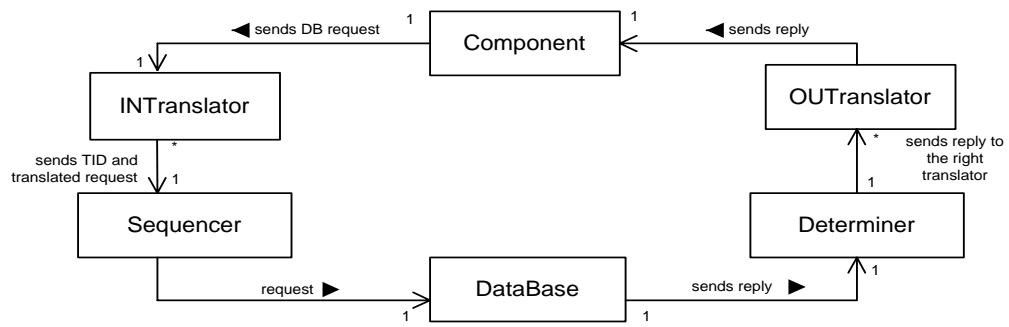 1
1
◄ sends DB request
Component
◄ sends reply
1
INTranslator
OUTranslator
*
*
sends TID and
translated request
1
sends reply to
the right
translator
1
Sequencer
Determiner
request ►
DataBase
sends reply ►
1
1
1